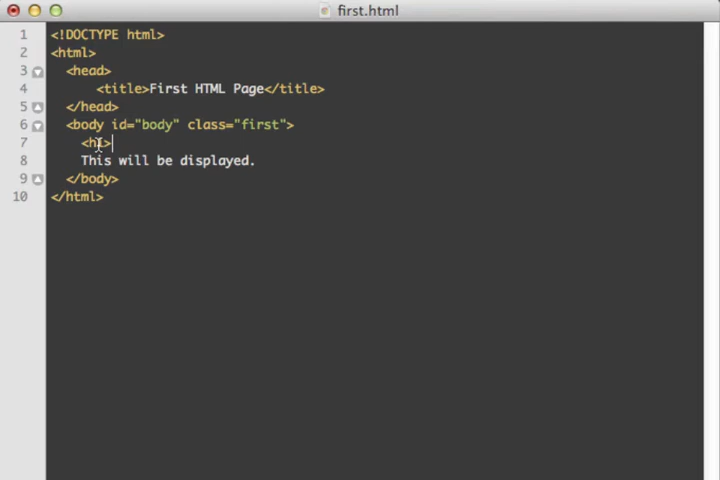 first.html
1 <!DOCTYPE html>
2 <html>
3 <head>
4 <title>First HTML Page</title>
5 </head>
6 <body id="body" class="first">
7 <h1>
8 This will be displayed.
9 </body>
10 </html>